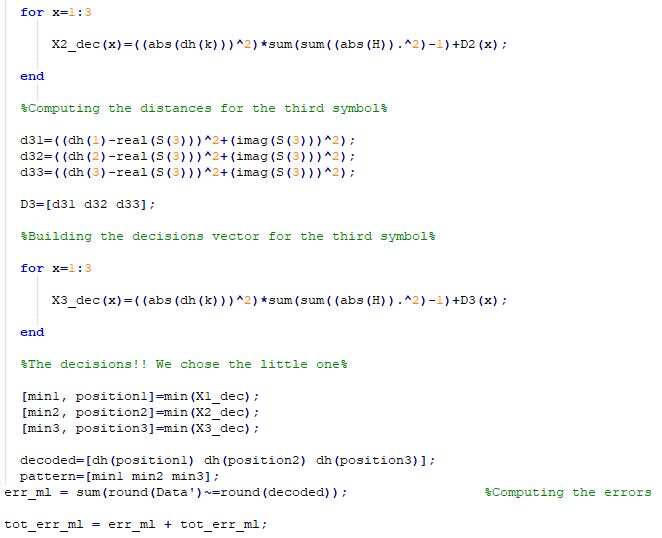 for x=1:3
X2_dec(x)=((abs(dh(k)))^2)*sum(sum((abs(H)).^2)-1)+D2(x);
end
%Computing the distances for the third symbol%
d31=((dh(1)-real(S(3)))^2+(imag(S(3)))^2);
d32=((dh(2)-real(S(3)))^2+(imag(S(3)))^2);
d33=((dh(3)-real(S(3)))^2+(imag(S(3)))^2);
D3=[d31 d32 d33];
%Building the decisions vector for the third symbol%
for x=1:3
X3_dec(x)=((abs(dh(k)))^2)*sum(sum((abs(H)).^2)-1)+D3(x);
end
%The decisions!! We chose the little one%
[min1, position1]=min(X1_dec);
[min2, position2]=min(X2_dec);
[min3, position3]=min(X3_dec);
decoded=[dh(position1) dh(position2) dh(position3)];
pattern=[min1 min2 min3];
err_ml = sum(round(Data')~=round(decoded)); %Computing the errors
tot_err_ml = err_ml + tot_err_ml;